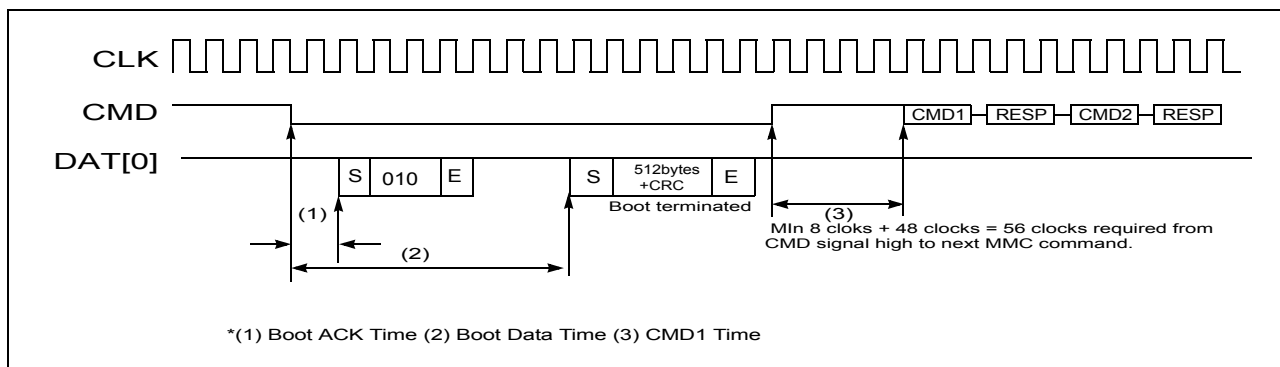 CLK
CMD
CMD1 RESP CMD2 RESP
DAT[0]
S 010 E S 512bytes +CRC E
Boot terminated
(1)
(2)
(3)
MIn 8 cloks + 48 clocks = 56 clocks required from
CMD signal high to next MMC command.
*(1) Boot ACK Time (2) Boot Data Time (3) CMD1 Time